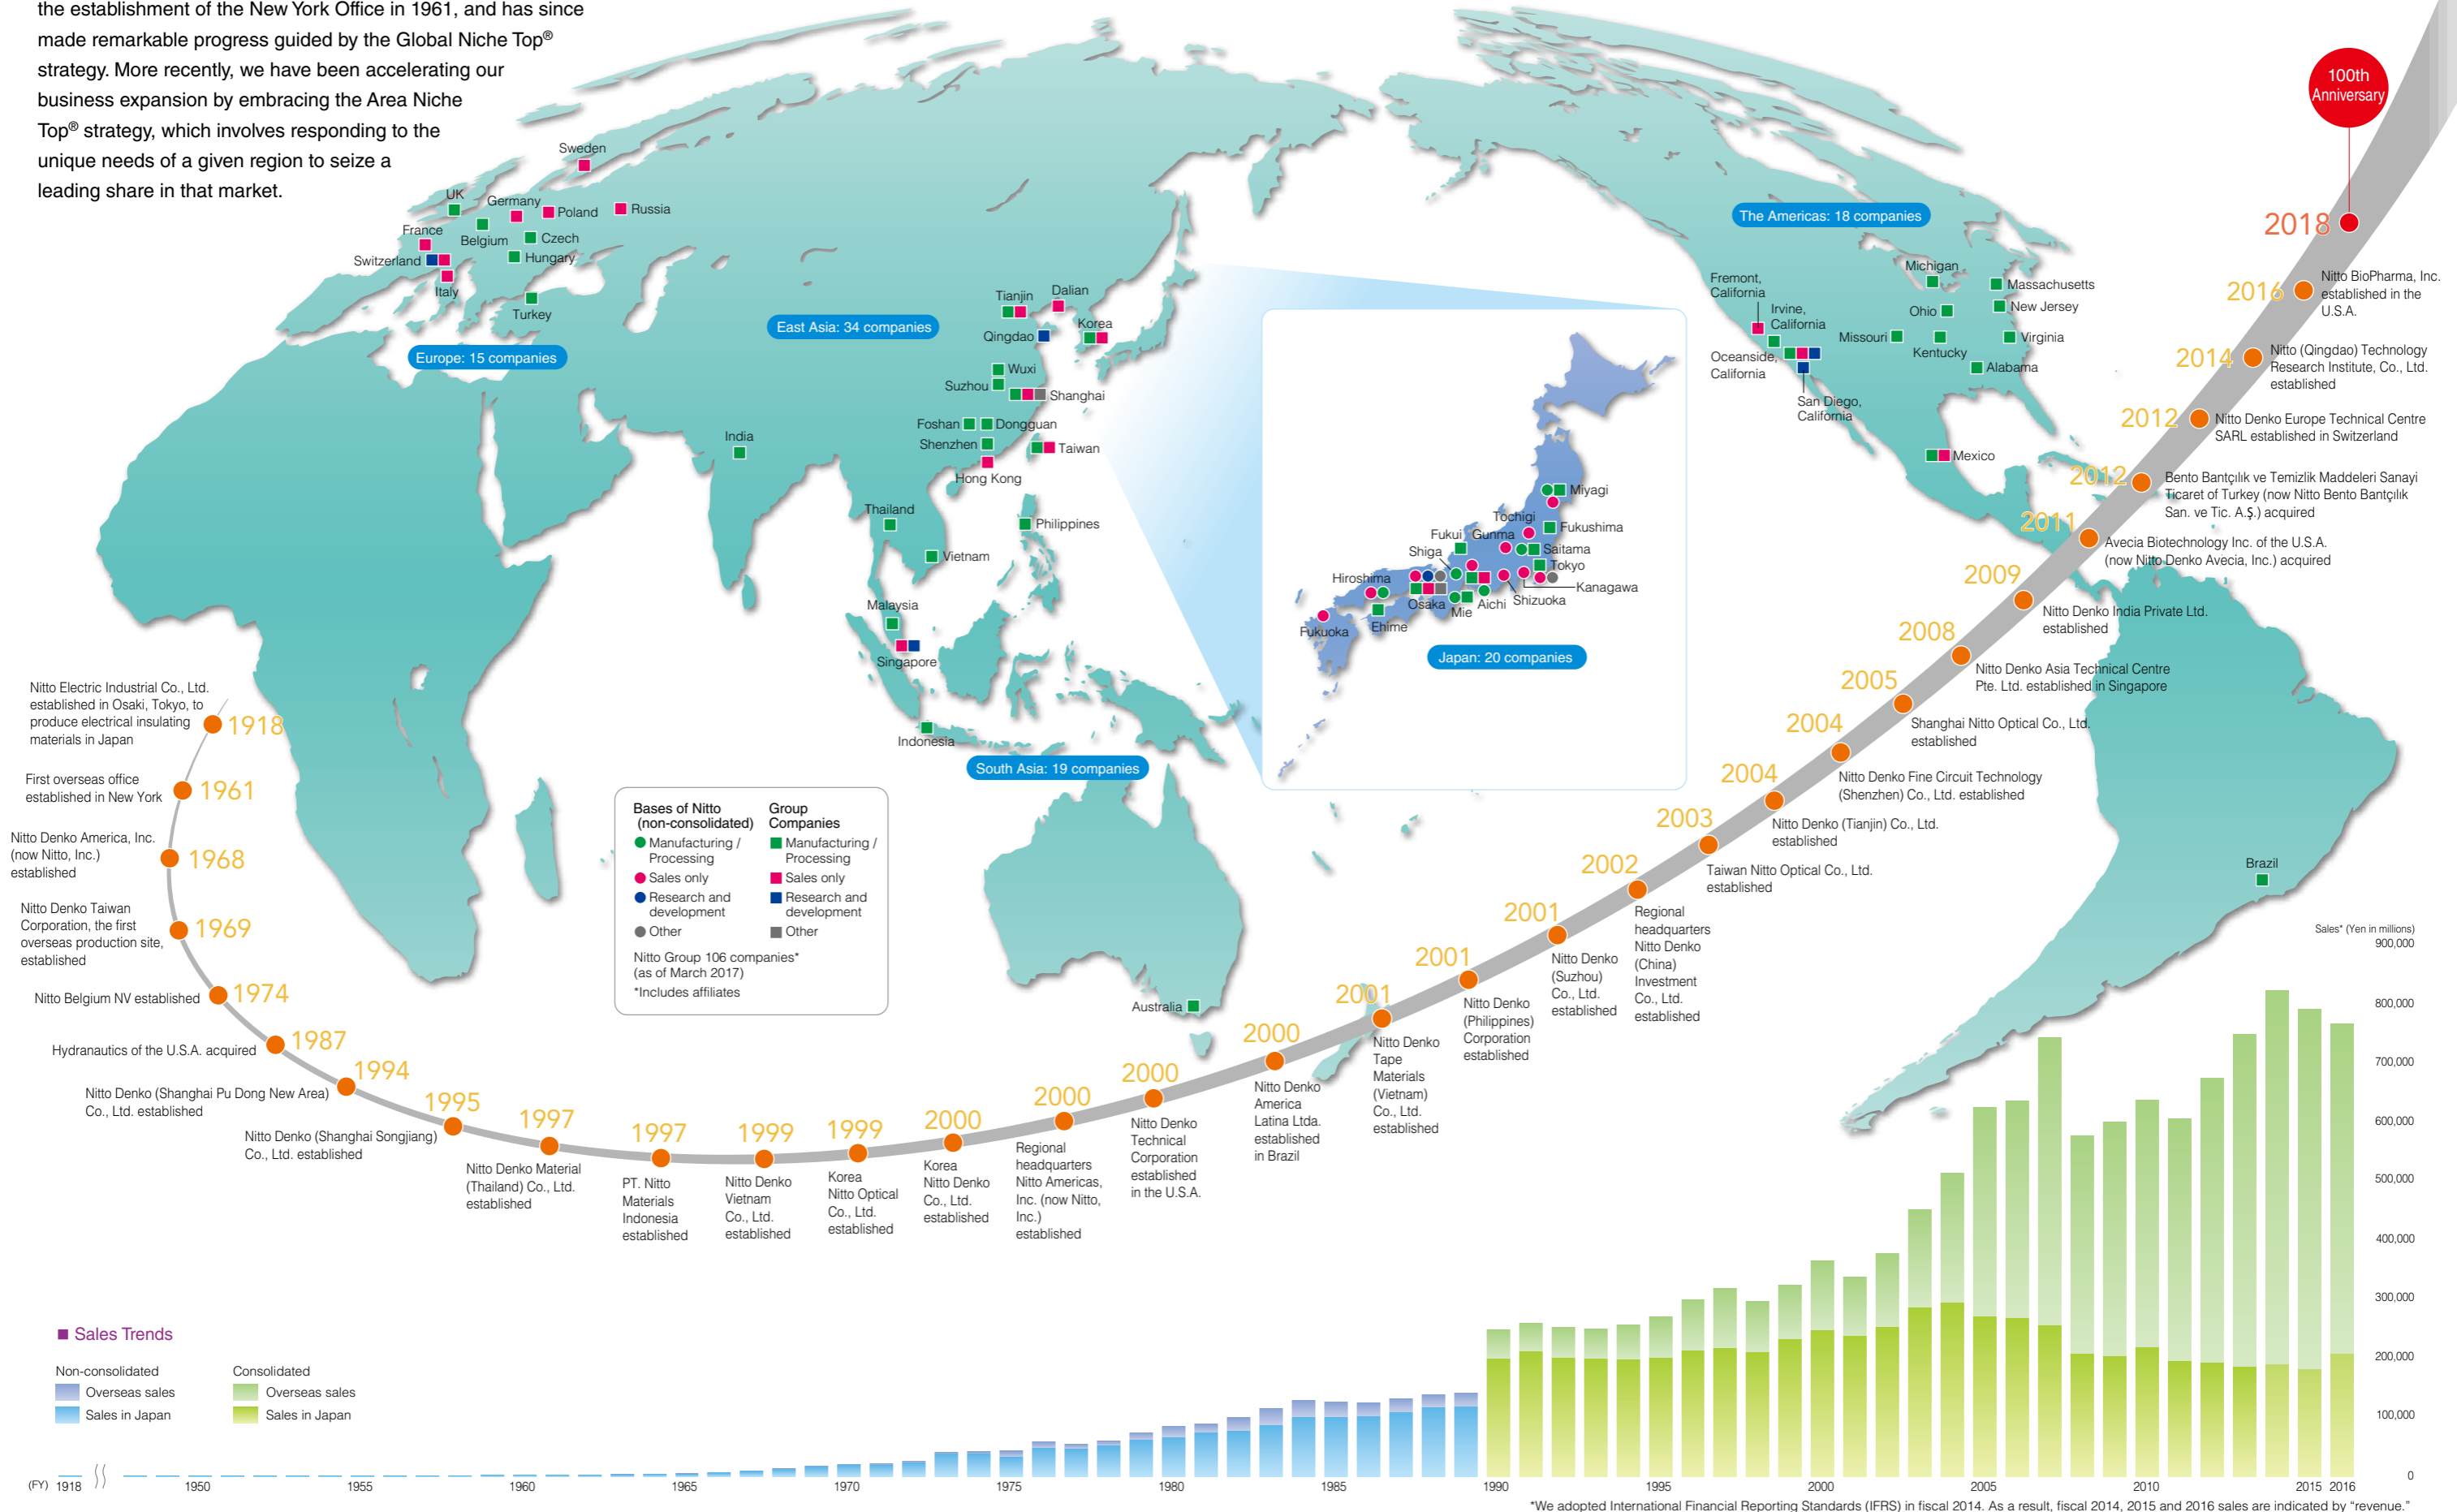 the establishment of the New York Office in 1961, and has since
made remarkable progress guided by the Global Niche Top®
strategy. More recently, we have been accelerating our
business expansion by embracing the Area Niche
Top® strategy, which involves responding to the
unique needs of a given region to seize a
leading share in that market.
Sweden
UK
Germany
Poland
Russia
France
Belgium
Czech
Switzerland
Hungary
Italy
Turkey
Europe: 15 companies
East Asia: 34 companies
Tianjin
Dalian
Qingdao
Korea
Wuxi
Suzhou
Shanghai
Foshan
Dongguan
Shenzhen
Taiwan
Hong Kong
India
Thailand
Philippines
Vietnam
Malaysia
Singapore
Indonesia
South Asia: 19 companies
Australia
Miyagi
Tochigi
Fukushima
Fukui
Gunma
Saitama
Shiga
Tokyo
Hiroshima
Kanagawa
Osaka
Mie
Aichi
Shizuoka
Fukuoka
Ehime
Japan: 20 companies
The Americas: 18 companies
Michigan
Massachusetts
Fremont,
California
Ohio
New Jersey
Irvine,
California
Missouri
Kentucky
Virginia
Oceanside,
California
Alabama
San Diego,
California
Mexico
Brazil
Bases of Nitto
(non-consolidated)
Manufacturing /
Processing
Sales only
Research and
development
Other
Group
Companies
Manufacturing /
Processing
Sales only
Research and
development
Other
Nitto Group 106 companies*
(as of March 2017)
*Includes affiliates
Nitto Electric Industrial Co., Ltd.
established in Osaki, Tokyo, to
produce electrical insulating
materials in Japan
1918
First overseas office
established in New York
1961
Nitto Denko America, Inc.
(now Nitto, Inc.)
established
1968
Nitto Denko Taiwan
Corporation, the first
overseas production site,
established
1969
Nitto Belgium NV established
1974
Hydranautics of the U.S.A. acquired
1987
Nitto Denko (Shanghai Pu Dong New Area)
Co., Ltd. established
1994
Nitto Denko (Shanghai Songjiang)
Co., Ltd. established
1995
Nitto Denko Material
(Thailand) Co., Ltd.
established
1997
PT. Nitto
Materials
Indonesia
established
1997
Nitto Denko
Vietnam
Co., Ltd.
established
1999
Korea
Nitto Optical
Co., Ltd.
established
1999
Korea
Nitto Denko
Co., Ltd.
established
2000
Regional
headquarters
Nitto Americas,
Inc. (now Nitto,
Inc.)
established
2000
Nitto Denko
Technical
Corporation
established
in the U.S.A.
2000
Nitto Denko
America
Latina Ltda.
established
in Brazil
2000
Nitto Denko
Tape
Materials
(Vietnam)
Co., Ltd.
established
2001
Nitto Denko
(Philippines)
Corporation
established
2001
Nitto Denko
(Suzhou)
Co., Ltd.
established
2001
Regional
headquarters
Nitto Denko
(China)
Investment
Co., Ltd.
established
2002
Taiwan Nitto Optical Co., Ltd.
established
2003
Nitto Denko (Tianjin) Co., Ltd.
established
2004
Nitto Denko Fine Circuit Technology
(Shenzhen) Co., Ltd. established
2004
Shanghai Nitto Optical Co., Ltd.
established
2005
Nitto Denko Asia Technical Centre
Pte. Ltd. established in Singapore
2008
Nitto Denko India Private Ltd.
established
2009
Avecia Biotechnology Inc. of the U.S.A.
(now Nitto Denko Avecia, Inc.) acquired
2011
Bento Bantçılık ve Temizlik Maddeleri Sanayi
Ticaret of Turkey (now Nitto Bento Bantçılık
San. ve Tic. A.Ş.) acquired
2012
Nitto Denko Europe Technical Centre
SARL established in Switzerland
2012
Nitto (Qingdao) Technology
Research Institute, Co., Ltd.
established
2014
Nitto BioPharma, Inc.
established in the
U.S.A.
2016
2018
100th
Anniversary
Sales Trends
Non-consolidated
Overseas sales
Sales in Japan
Consolidated
Overseas sales
Sales in Japan
Sales* (Yen in millions)
900,000
800,000
700,000
600,000
500,000
400,000
300,000
200,000
100,000
0
(FY) 1918 1950 1955 1960 1965 1970 1975 1980 1985 1990 1995 2000 2005 2010 2015 2016
*We adopted International Financial Reporting Standards (IFRS) in fiscal 2014. As a result, fiscal 2014, 2015 and 2016 sales are indicated by “revenue.”